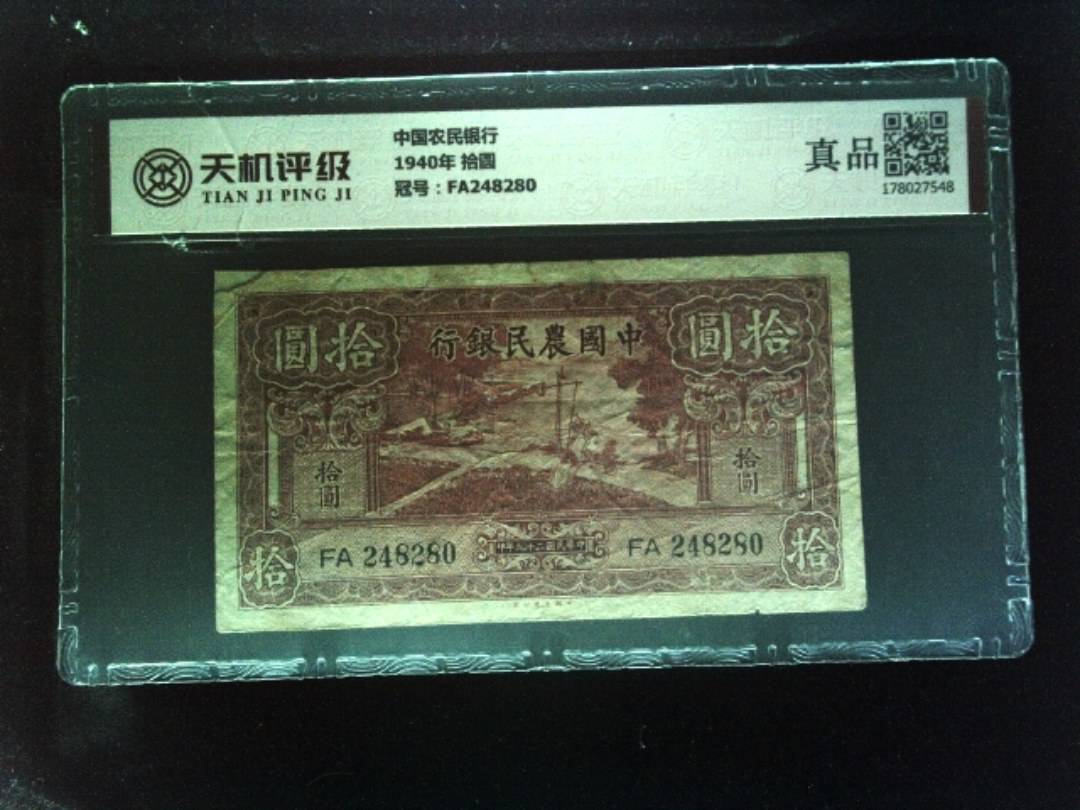 天机评级
TIAN JI PING JI
中国农民银行
1940年 拾圆
冠号：FA248280
真品
178027548
圓拾
行銀民農國中
圓拾
拾圓
拾圓
拾
FA 248280
FA 248280
拾